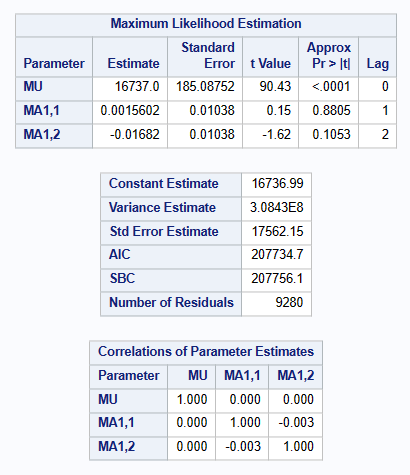 Maximum Likelihood Estimation
Parameter Estimate Standard Error t Value Approx Pr > |t| Lag
MU 16737.0 185.08752 90.43 <.0001 0
MA1,1 0.0015602 0.01038 0.15 0.8805 1
MA1,2 -0.01682 0.01038 -1.62 0.1053 2
Constant Estimate 16736.99
Variance Estimate 3.0843E8
Std Error Estimate 17562.15
AIC 207734.7
SBC 207756.1
Number of Residuals 9280
Correlations of Parameter Estimates
Parameter MU MA1,1 MA1,2
MU 1.000 0.000 0.000
MA1,1 0.000 1.000 -0.003
MA1,2 0.000 -0.003 1.000